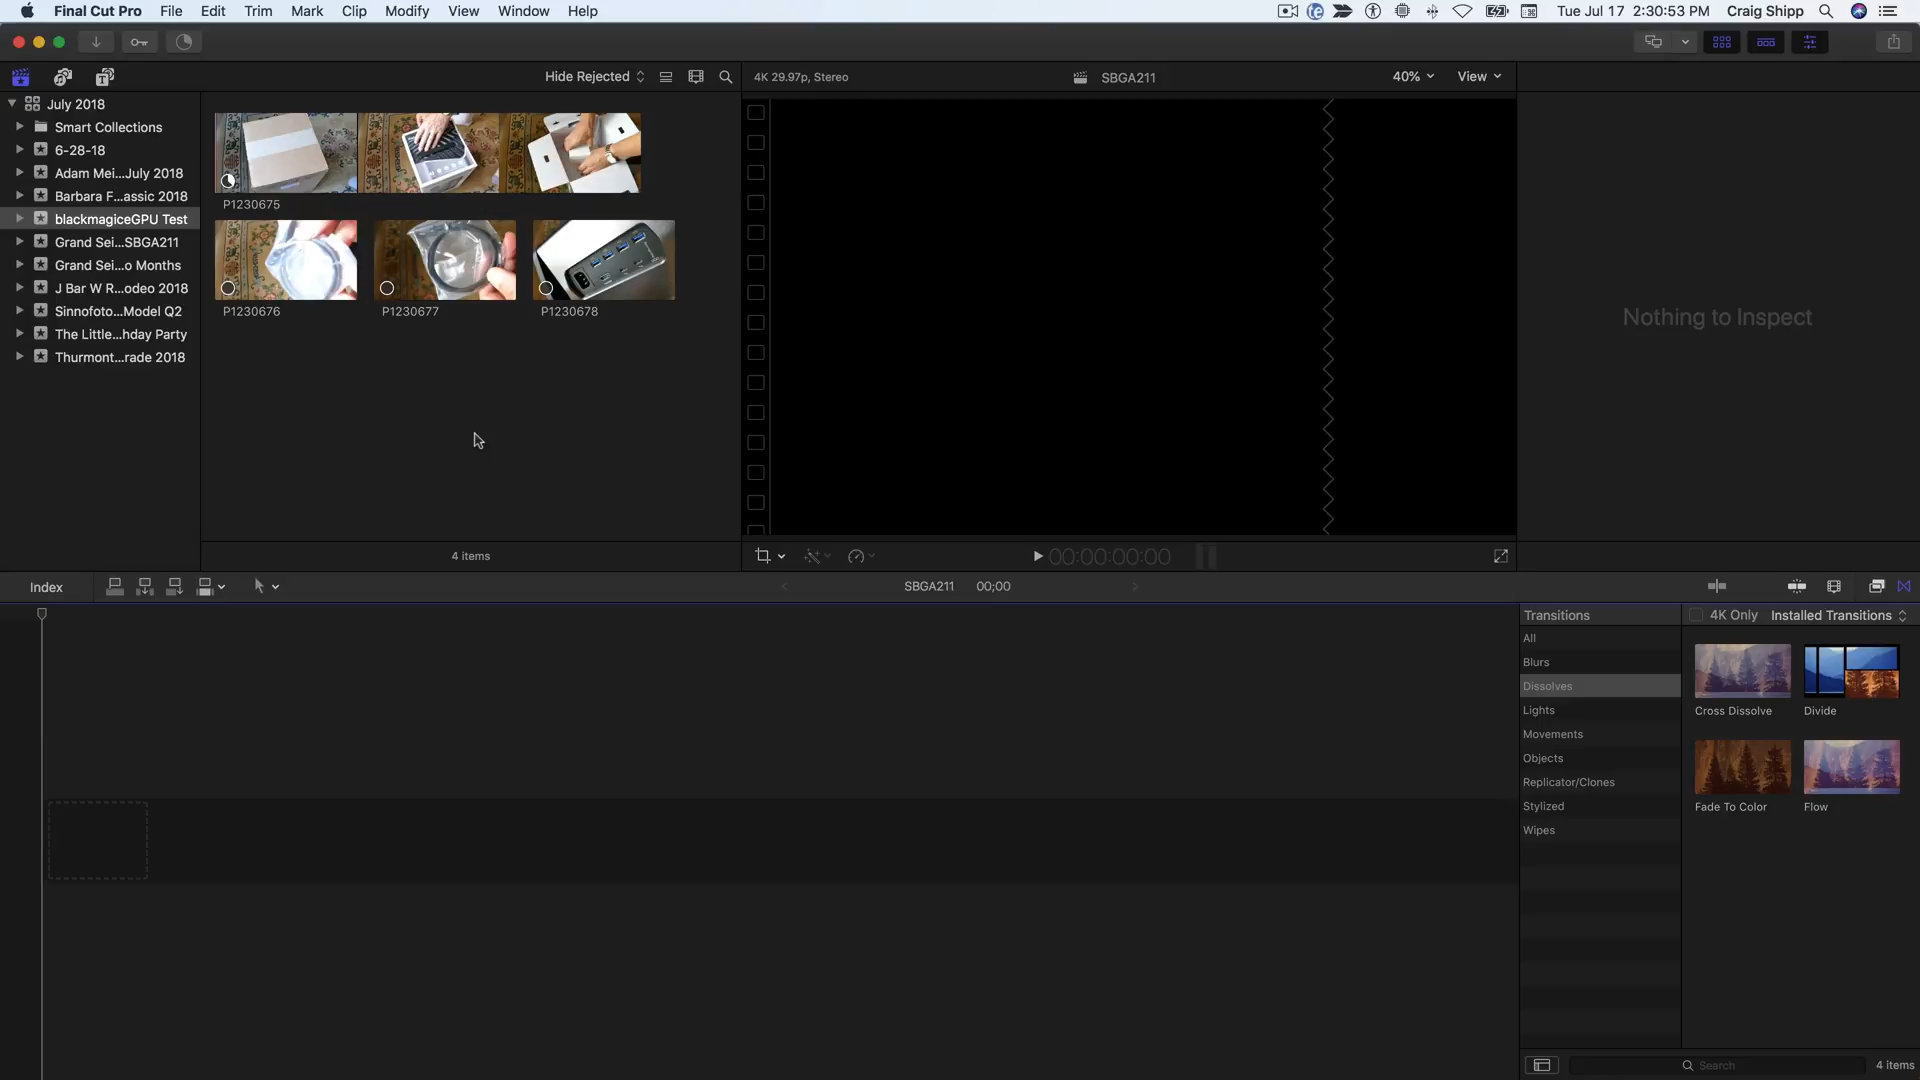 Final Cut Pro File Edit Trim Mark Clip Modify View Window Help
Tue Jul 17 2:30:53 PM Craig Shipp
Hide Rejected
4K 29.97p, Stereo
SBGA211
40%
View
July 2018
Smart Collections
6-28-18
Adam Mei...July 2018
Barbara F...assic 2018
blackmagiceGPU Test
Grand Sei...SBGA211
Grand Sei...o Months
J Bar W R...odeo 2018
Sinnofoto...Model Q2
The Little...hday Party
Thurmont...rade 2018
P1230675
P1230676
P1230677
P1230678
4 items
Nothing to Inspect
00:00:00:00
Index
SBGA211
00;00
Transitions
4K Only
Installed Transitions
All
Blurs
Dissolves
Lights
Movements
Objects
Replicator/Clones
Stylized
Wipes
Cross Dissolve
Divide
Fade To Color
Flow
Search
4 items